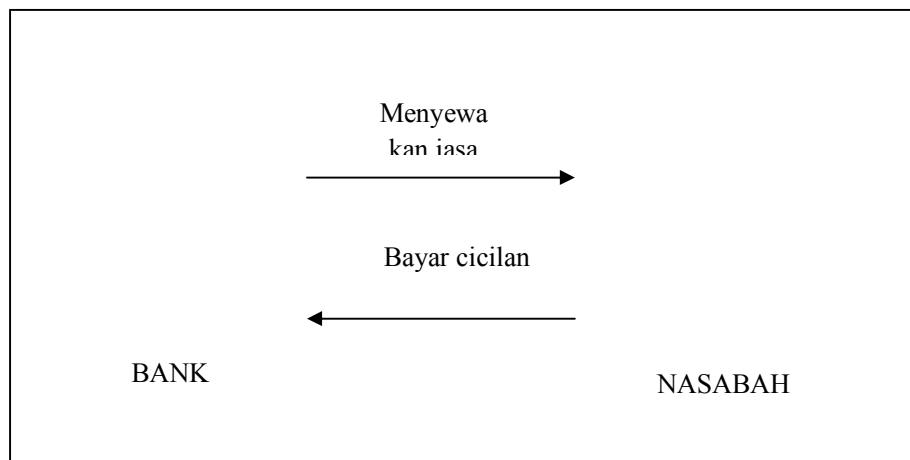 Menyewa
kan jasa
Bayar cicilan
BANK
NASABAH